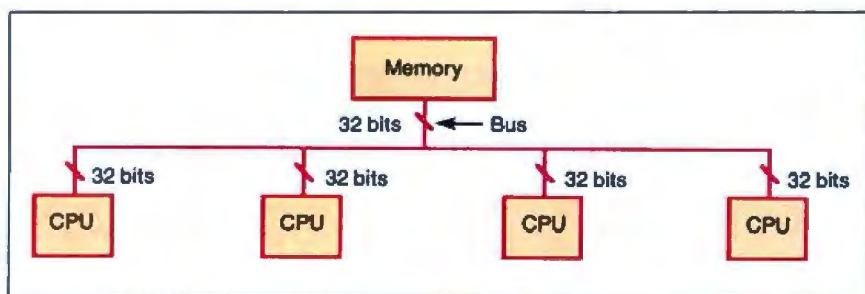 Memory
32 bits Bus
32 bits 32 bits 32 bits 32 bits
CPU CPU CPU CPU